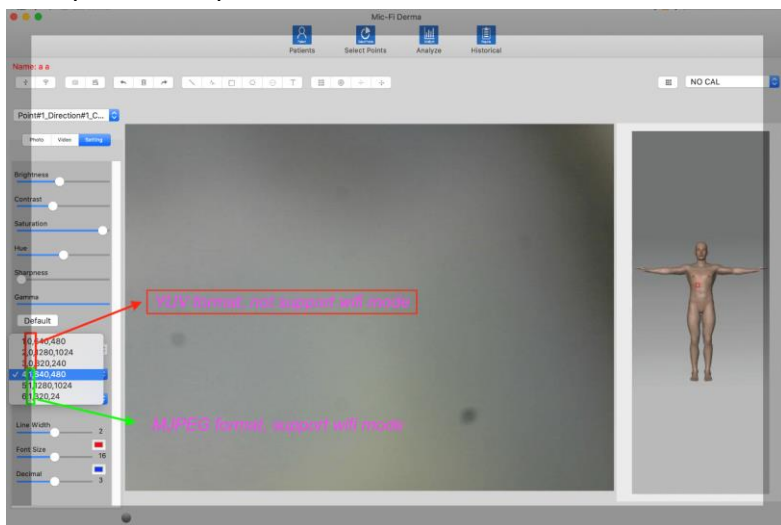 Mic-Fi Derma
Patients Select Points Analyze Historical
Name: a a
B T NO CAL
Point#1_Direction#1_C...
Photo Video Setting
Brightness
Contrast
Saturation
Hue
Sharpness
Gamma
YUV format: not support wifi mode
Default
1,0,640,480
2,0,1280,1024
3,0,320,240
4,1,640,480
5,1,1280,1024
6,1,320,24
MJPEG format: support wifi mode
Line Width
2
Font Size
16
Decimal
3